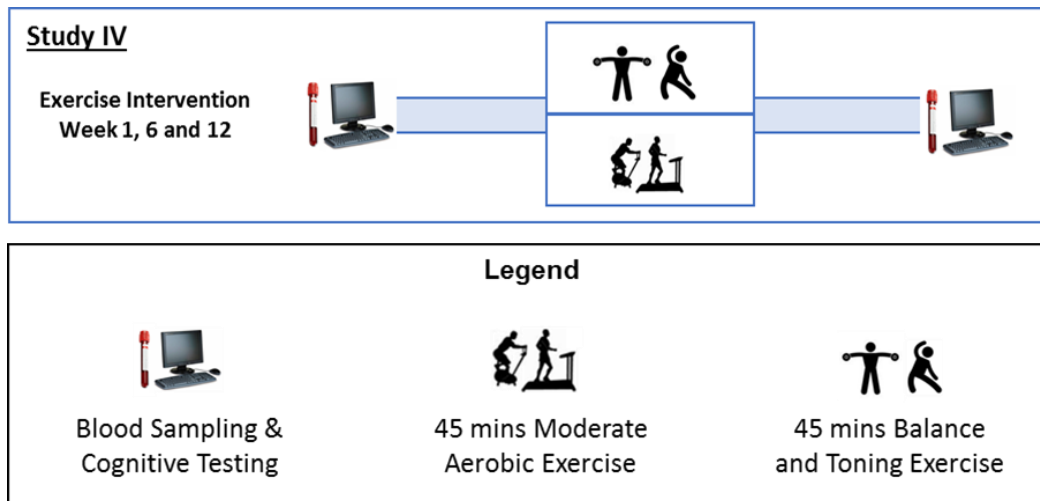 Study IV
Exercise Intervention
Week 1, 6 and 12
Legend
Blood Sampling &
Cognitive Testing
45 mins Moderate
Aerobic Exercise
45 mins Balance
and Toning Exercise